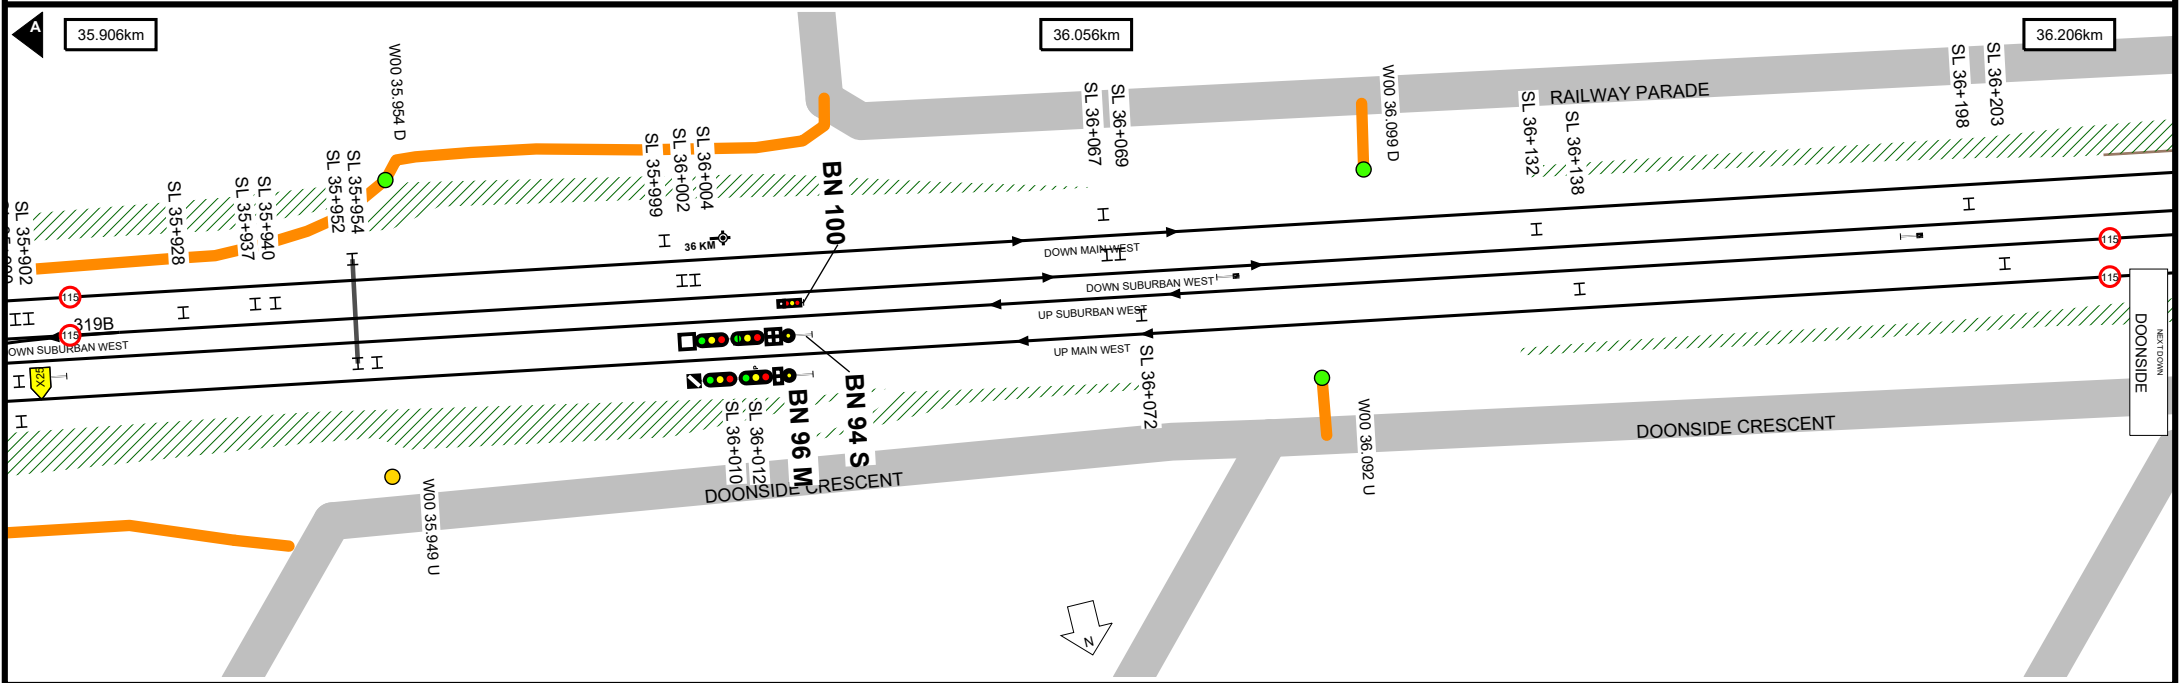 A
35.906km
36.056km
36.206km
W00 35.954 D
W00 36.099 D
RAILWAY PARADE
SL 35+902
SL 35+928
SL 35+937
SL 35+940
SL 35+952
SL 35+954
SL 35+999
SL 36+002
SL 36+004
SL 36+067
SL 36+069
SL 36+132
SL 36+138
SL 36+198
SL 36+203
BN 100
36 KM
DOWN MAIN WEST
DOWN SUBURBAN WEST
UP SUBURBAN WEST
UP MAIN WEST
115
115
115
115
319B
OWN SUBURBAN WEST
X25
P
BN 94 S
BN 96 M
SL 36+010
SL 36+012
SL 36+072
W00 35.949 U
W00 36.092 U
DOONSIDE CRESCENT
DOONSIDE CRESCENT
NEXT DOWN
DOONSIDE
N